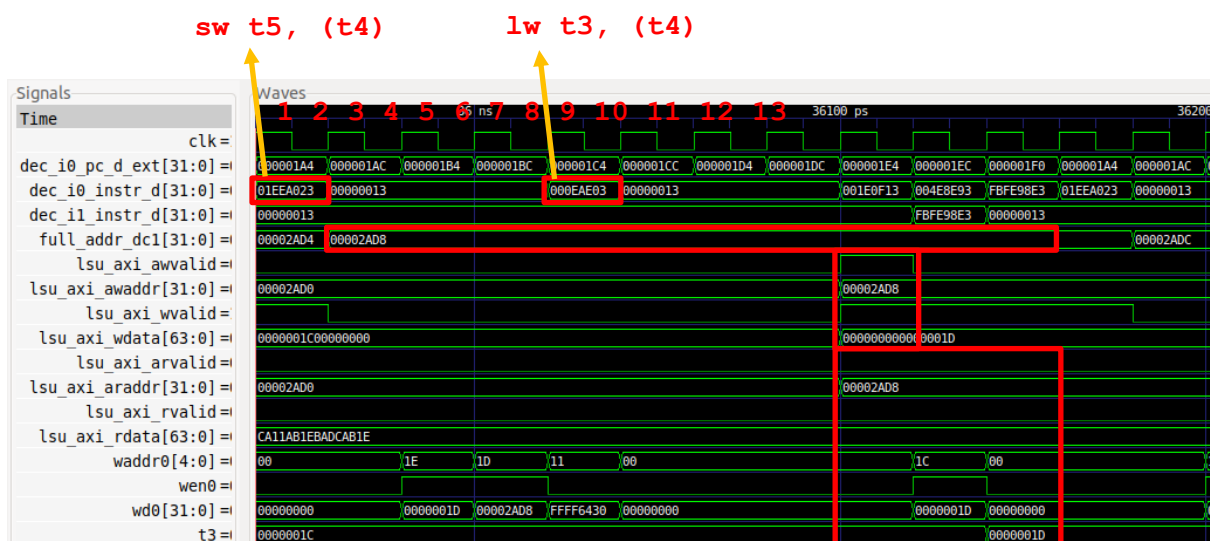 sw t5, (t4) lw t3, (t4)
Signals Waves
Time 1 2 3 4 5 6 ns 7 8 9 10 11 12 13 36100 ps 36200
clk =
dec_i0_pc_d_ext[31:0] = 000001A4 000001AC 000001B4 000001BC 000001C4 000001CC 000001D4 000001DC 000001E4 000001EC 000001F0 000001A4 000001AC
dec_i0_instr_d[31:0] = 01EEA023 00000013 000EAE03 00000013 001E0F13 004E8E93 FBFE98E3 01EEA023 00000013
dec_i1_instr_d[31:0] = 00000013 FBFE98E3 00000013
full_addr_dc1[31:0] = 00002AD4 00002AD8 00002ADC
lsu_axi_awvalid =
lsu_axi_awaddr[31:0] = 00002AD0 00002AD8
lsu_axi_wvalid =
lsu_axi_wdata[63:0] = 0000001C00000000 000000000000001D
lsu_axi_arvalid =
lsu_axi_araddr[31:0] = 00002AD0 00002AD8
lsu_axi_rvalid =
lsu_axi_rdata[63:0] = CA11AB1EBADCAB1E
waddr0[4:0] = 00 1E 1D 11 00 1C 00
wen0 =
wd0[31:0] = 00000000 0000001D 00002AD8 FFFF6430 00000000 0000001D 00000000
t3 = 0000001C 0000001D